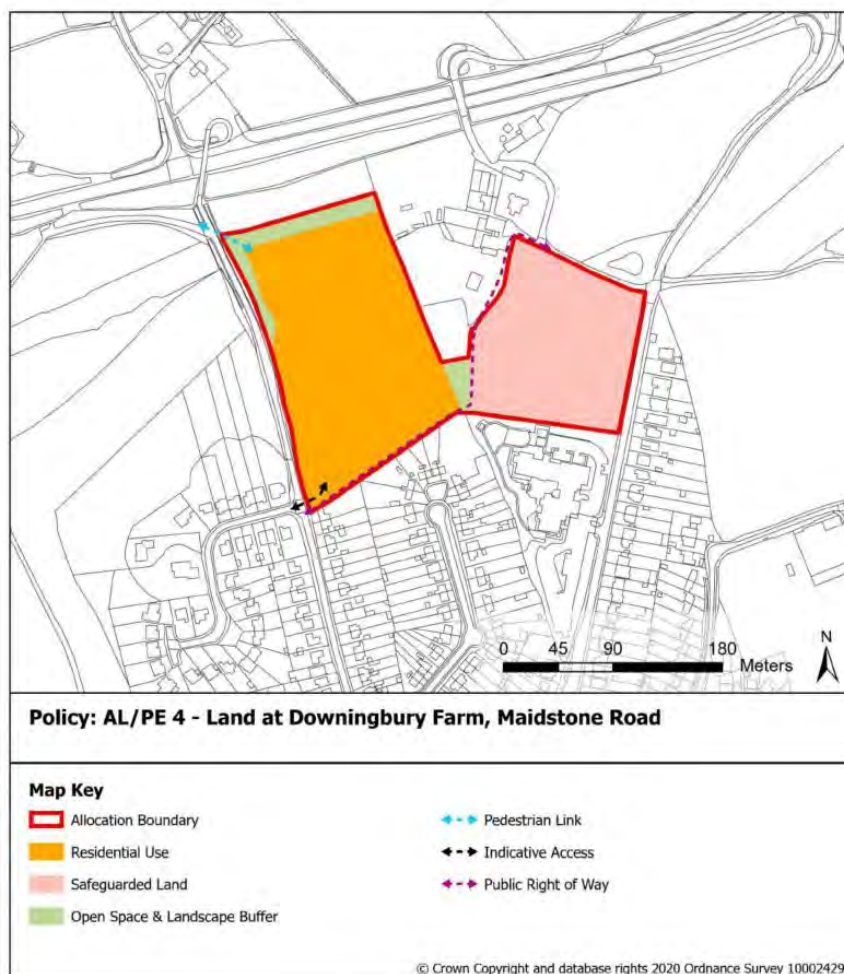 N
0 45 90 180
Meters
Policy: AL/PE 4 - Land at Downingbury Farm, Maidstone Road
Map Key
Allocation Boundary
Residential Use
Safeguarded Land
Open Space & Landscape Buffer
Pedestrian Link
Indicative Access
Public Right of Way
© Crown Copyright and database rights 2020 Ordnance Survey 10002429